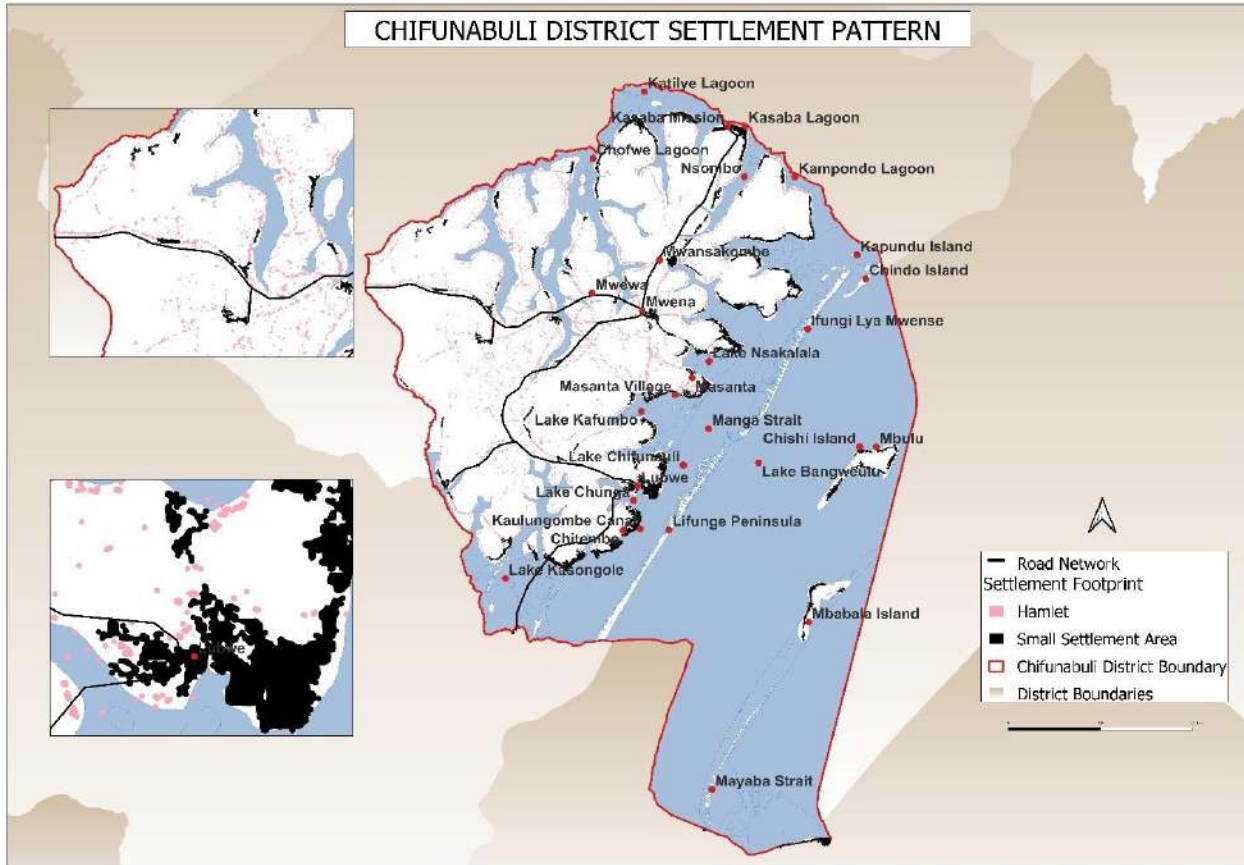 CHIFUNABULI DISTRICT SETTLEMENT PATTERN
Katilye Lagoon
Kasaba Mission
Kasaba Lagoon
Chofwe Lagoon
Nsombo
Kampondo Lagoon
Mwansakombe
Kapundu Island
Chindo Island
Mwewa
Mwena
Ifungi Lya Mwense
Lake Nsakalala
Masanta Village
Masanta
Lake Kafumbo
Manga Strait
Chishi Island
Mbulu
Lake Chifunauli
Lake Bangweulu
Lubwe
Lake Chunga
Kaulungombe Canal
Lifunge Peninsula
Chitembo
Lake Kasongole
Mbabala Island
Mayaba Strait
Lubwe
Road Network
Settlement Footprint
Hamlet
Small Settlement Area
Chifunabuli District Boundary
District Boundaries